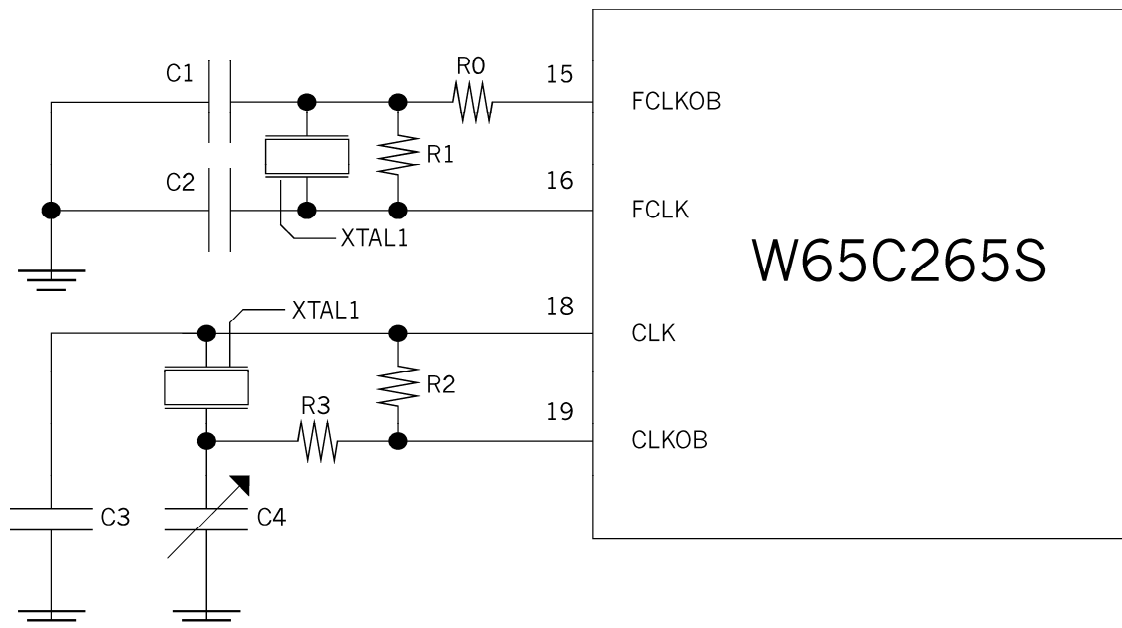 C1
R0
15
FCLKOB
R1
C2
16
FCLK
XTAL1
W65C265S
XTAL1
18
CLK
R2
R3
19
CLKOB
C3
C4